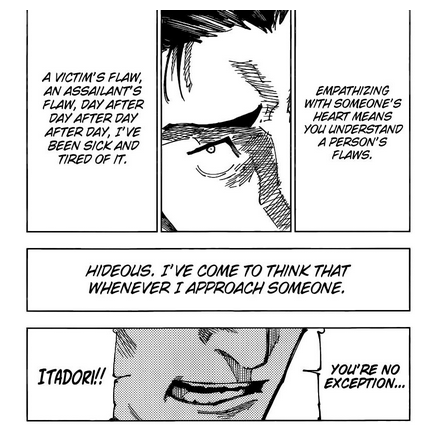 EMPATHIZING
WITH SOMEONE'S
HEART MEANS
YOU UNDERSTAND
A PERSON'S
FLAWS.
A VICTIM'S FLAW,
AN ASSAILANT'S
FLAW, DAY AFTER
DAY AFTER DAY
AFTER DAY, I'VE
BEEN SICK AND
TIRED OF IT.
HIDEOUS. I'VE COME TO THINK THAT
WHENEVER I APPROACH SOMEONE.
YOU'RE NO
EXCEPTION...
ITADORI!!